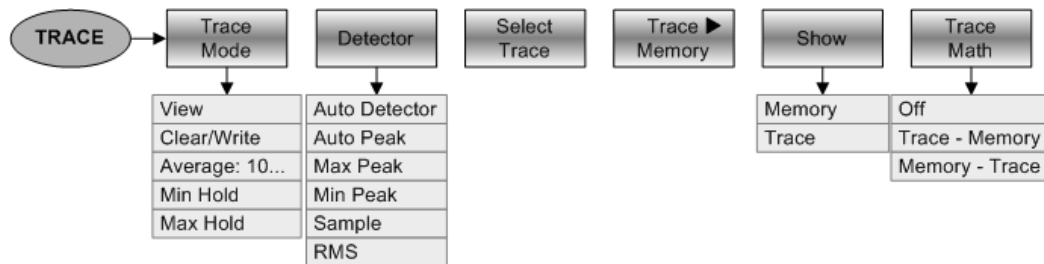 TRACE
Trace
Mode
Detector
Select
Trace
Trace ▶
Memory
Show
Trace
Math
View
Clear/Write
Average: 10...
Min Hold
Max Hold
Auto Detector
Auto Peak
Max Peak
Min Peak
Sample
RMS
Memory
Trace
Off
Trace - Memory
Memory - Trace